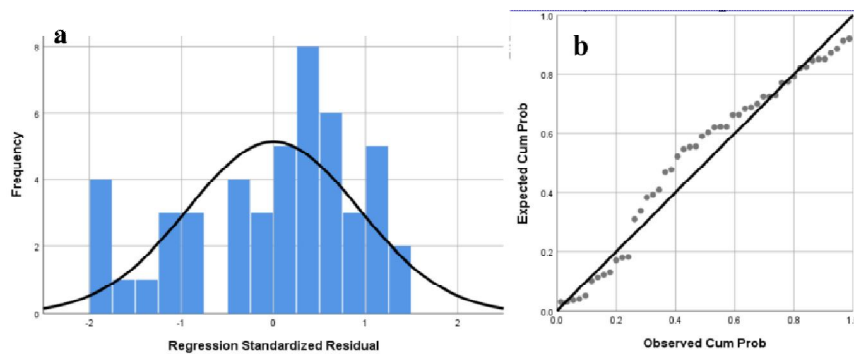 a
8
6
4
2
0
Frequency
-2 -1 0 1 2
Regression Standardized Residual
b
1.0
0.8
0.6
0.4
0.2
0.0
Expected Cum Prob
0.0 0.2 0.4 0.6 0.8 1.0
Observed Cum Prob